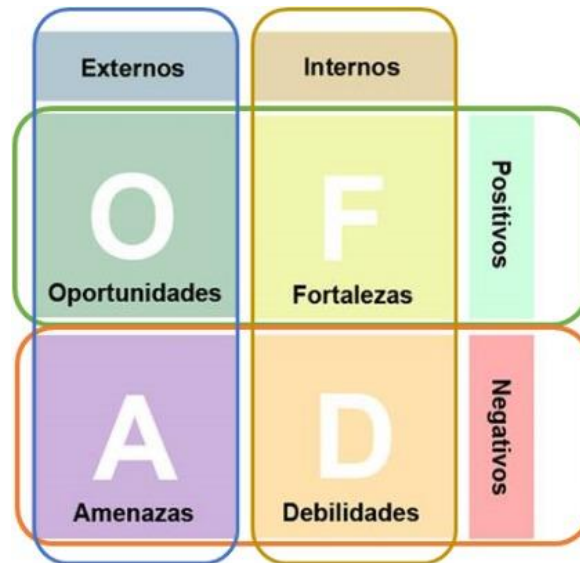 Externos
Internos
O
Oportunidades
F
Fortalezas
Positivos
A
Amenazas
D
Debilidades
Negativos